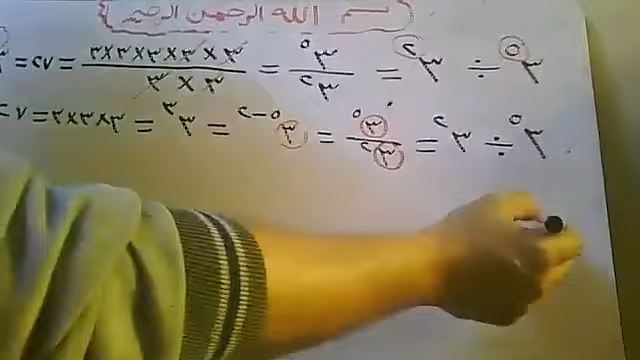 بسم الله الرحمن الرحيم
٣^٥ ÷ ٣^٢ = ٣^٥ / ٣^٢ = ٣×٣×٣×٣×٣ / ٣×٣ = ٢٧ =
٣^٥ ÷ ٣^٢ = ٣^٥ / ٣^٢ = ٣^٥-٢ = ٣^٣ = ٣×٣×٣ = ٢٧